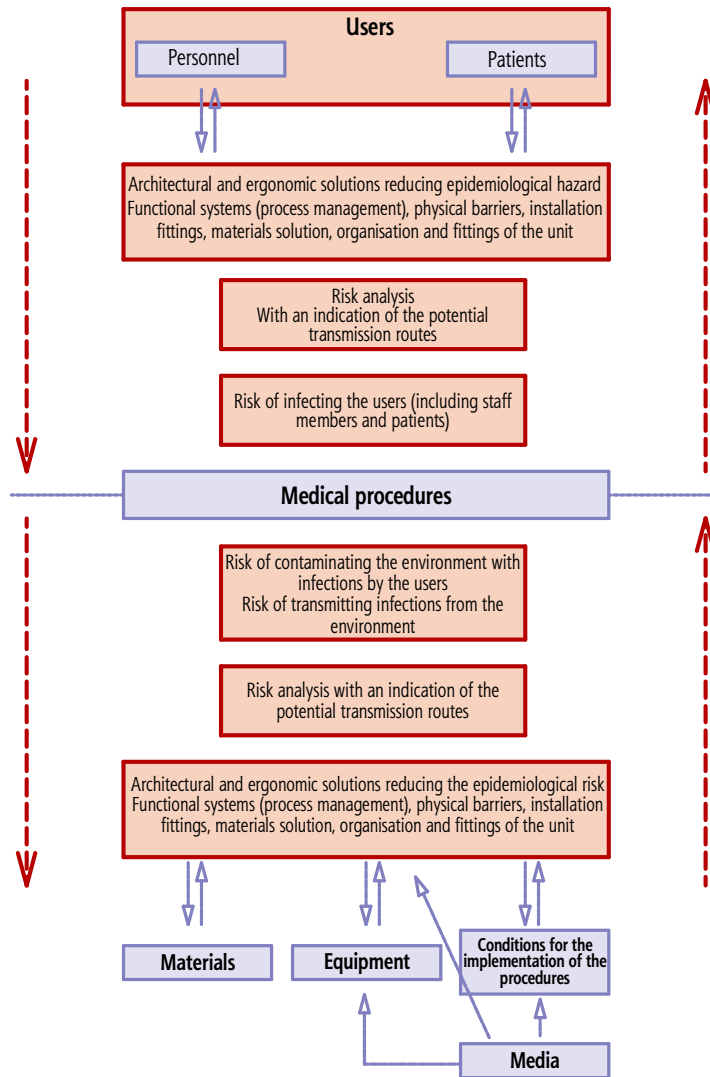 Users
Personnel
Patients
Architectural and ergonomic solutions reducing epidemiological hazard
Functional systems (process management), physical barriers, installation
fittings, materials solution, organisation and fittings of the unit
Risk analysis
With an indication of the potential
transmission routes
Risk of infecting the users (including staff
members and patients)
Medical procedures
Risk of contaminating the environment with
infections by the users
Risk of transmitting infections from the
environment
Risk analysis with an indication of the
potential transmission routes
Architectural and ergonomic solutions reducing the epidemiological risk
Functional systems (process management), physical barriers, installation
fittings, materials solution, organisation and fittings of the unit
Materials
Equipment
Conditions for the
implementation of the
procedures
Media